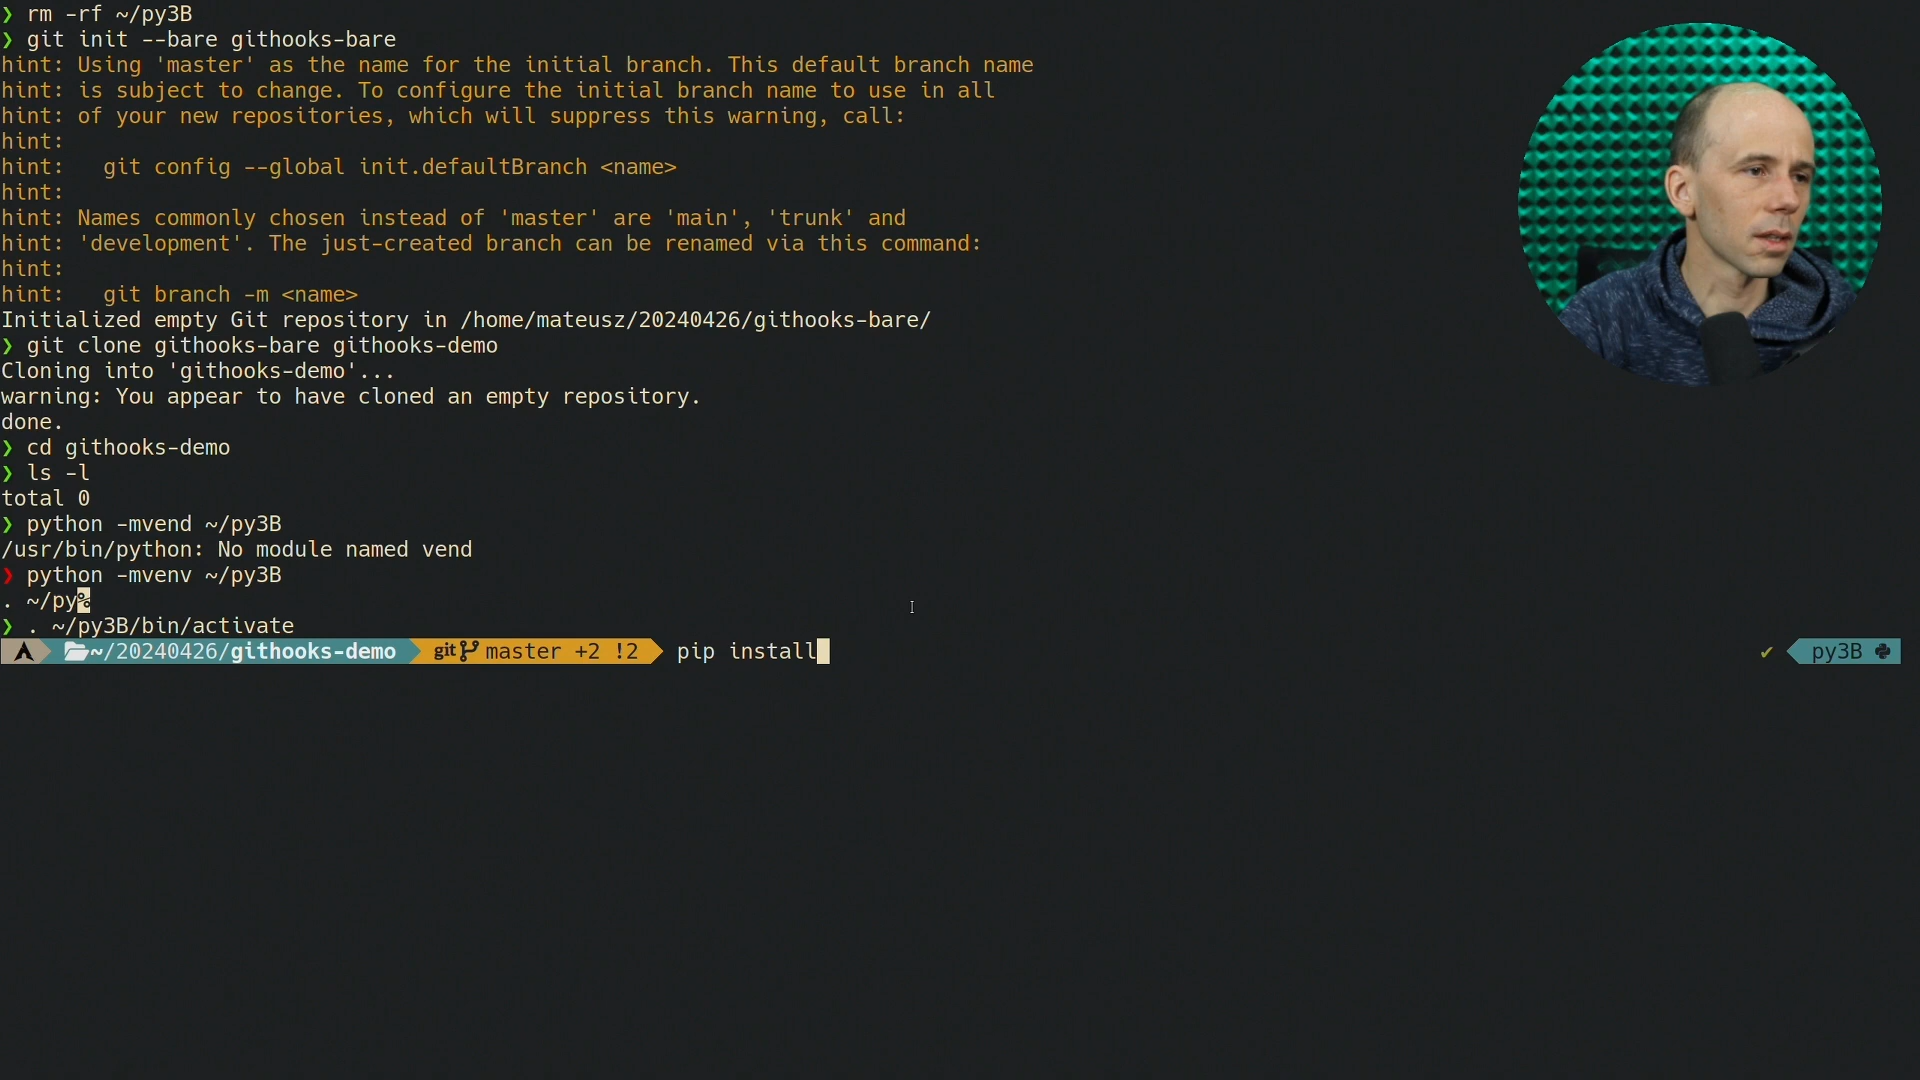 ❯ rm -rf ~/py3B
❯ git init --bare githooks-bare
hint: Using 'master' as the name for the initial branch. This default branch name
hint: is subject to change. To configure the initial branch name to use in all
hint: of your new repositories, which will suppress this warning, call:
hint:
hint:   git config --global init.defaultBranch <name>
hint:
hint: Names commonly chosen instead of 'master' are 'main', 'trunk' and
hint: 'development'. The just-created branch can be renamed via this command:
hint:
hint:   git branch -m <name>
Initialized empty Git repository in /home/mateusz/20240426/githooks-bare/
❯ git clone githooks-bare githooks-demo
Cloning into 'githooks-demo'...
warning: You appear to have cloned an empty repository.
done.
❯ cd githooks-demo
❯ ls -l
total 0
❯ python -mvend ~/py3B
/usr/bin/python: No module named vend
❯ python -mvenv ~/py3B
. ~/py%
❯ . ~/py3B/bin/activate
~/20240426/githooks-demo git master +2 !2 pip install ✔ py3B